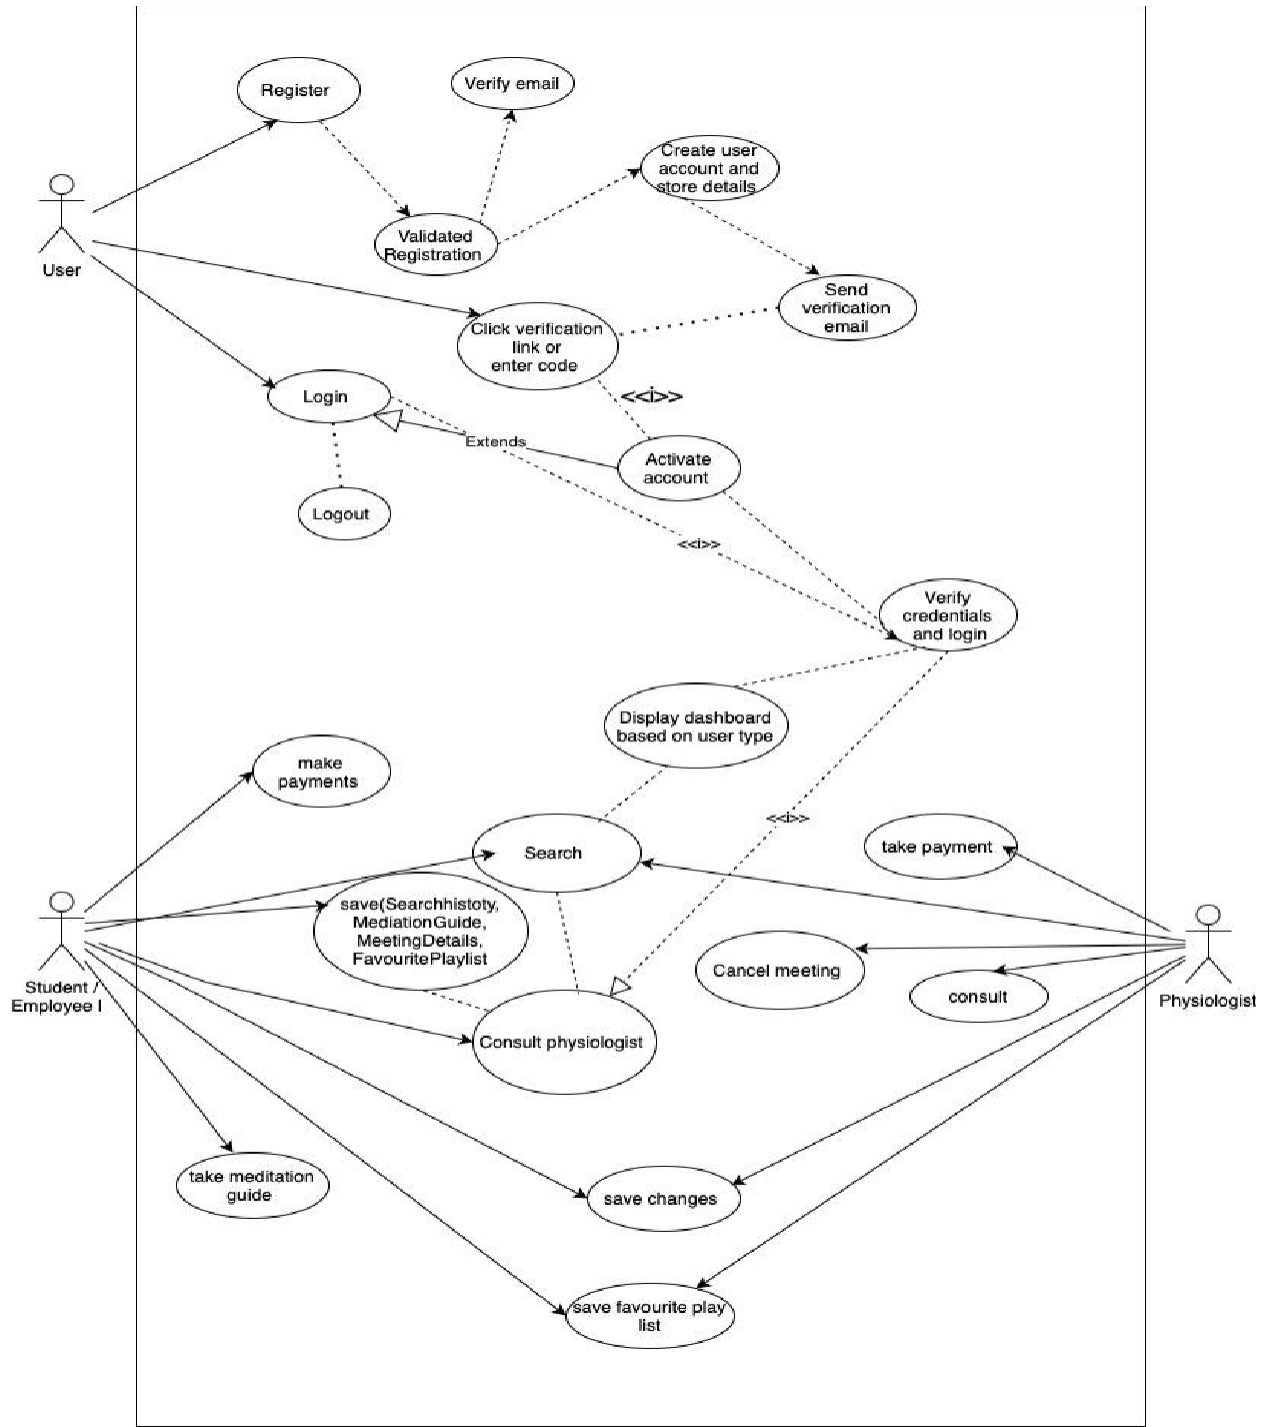 Register
Verify email
Create user
account and
store details
Validated
Registration
User
Send
verification
email
Click verification
link or
enter code
<<i>>
Login
Extends
Activate
account
Logout
<<i>>
Verify
credentials
and login
Display dashboard
based on user type
make
payments
<<i>>
Search
take payment
save(Searchhistoty,
MediationGuide,
MeetingDetails,
FavouritePlaylist
Cancel meeting
consult
Student /
Employee I
Physiologist
Consult physiologist
take meditation
guide
save changes
save favourite play
list